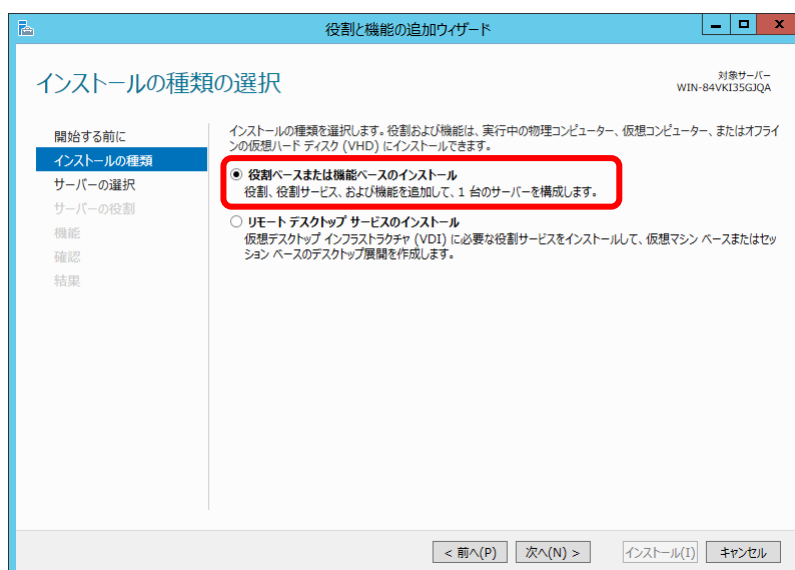 役割と機能の追加ウィザード
インストールの種類の選択
対象サーバー
WIN-84VKI35GJQA
開始する前に
インストールの種類
サーバーの選択
サーバーの役割
機能
確認
結果
インストールの種類を選択します。役割および機能は、実行中の物理コンピューター、仮想コンピューター、またはオフライ
ンの仮想ハード ディスク (VHD) にインストールできます。
役割ベースまたは機能ベースのインストール
役割、役割サービス、および機能を追加して、1 台のサーバーを構成します。
リモート デスクトップ サービスのインストール
仮想デスクトップ インフラストラクチャ (VDI) に必要な役割サービスをインストールして、仮想マシン ベースまたはセッ
ション ベースのデスクトップ展開を作成します。
< 前へ(P)
次へ(N) >
インストール(I)
キャンセル